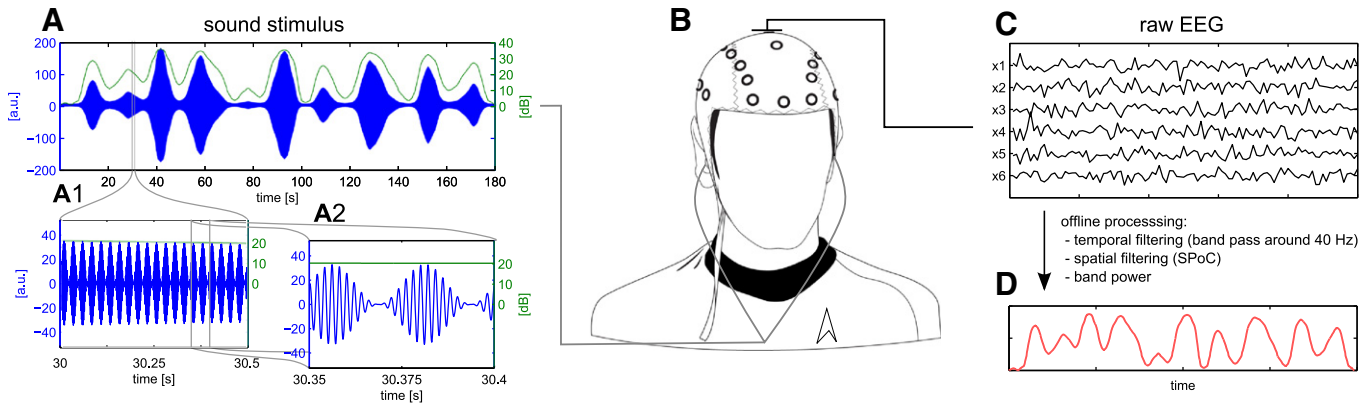 A
sound stimulus
200
100
0
−100
−200
[a.u.]
40
30
20
10
0
[dB]
20 40 60 80 100 120 140 160 180
time [s]
A1
40
20
0
−20
−40
[a.u.]
20
10
0
30 30.25 30.5
time [s]
A2
40
20
0
−20
−40
20
10
0
[dB]
30.35 30.375 30.4
time [s]
B
C
raw EEG
x1
x2
x3
x4
x5
x6
offline processsing:
- temporal filtering (band pass around 40 Hz)
- spatial filtering (SPoC)
- band power
D
time